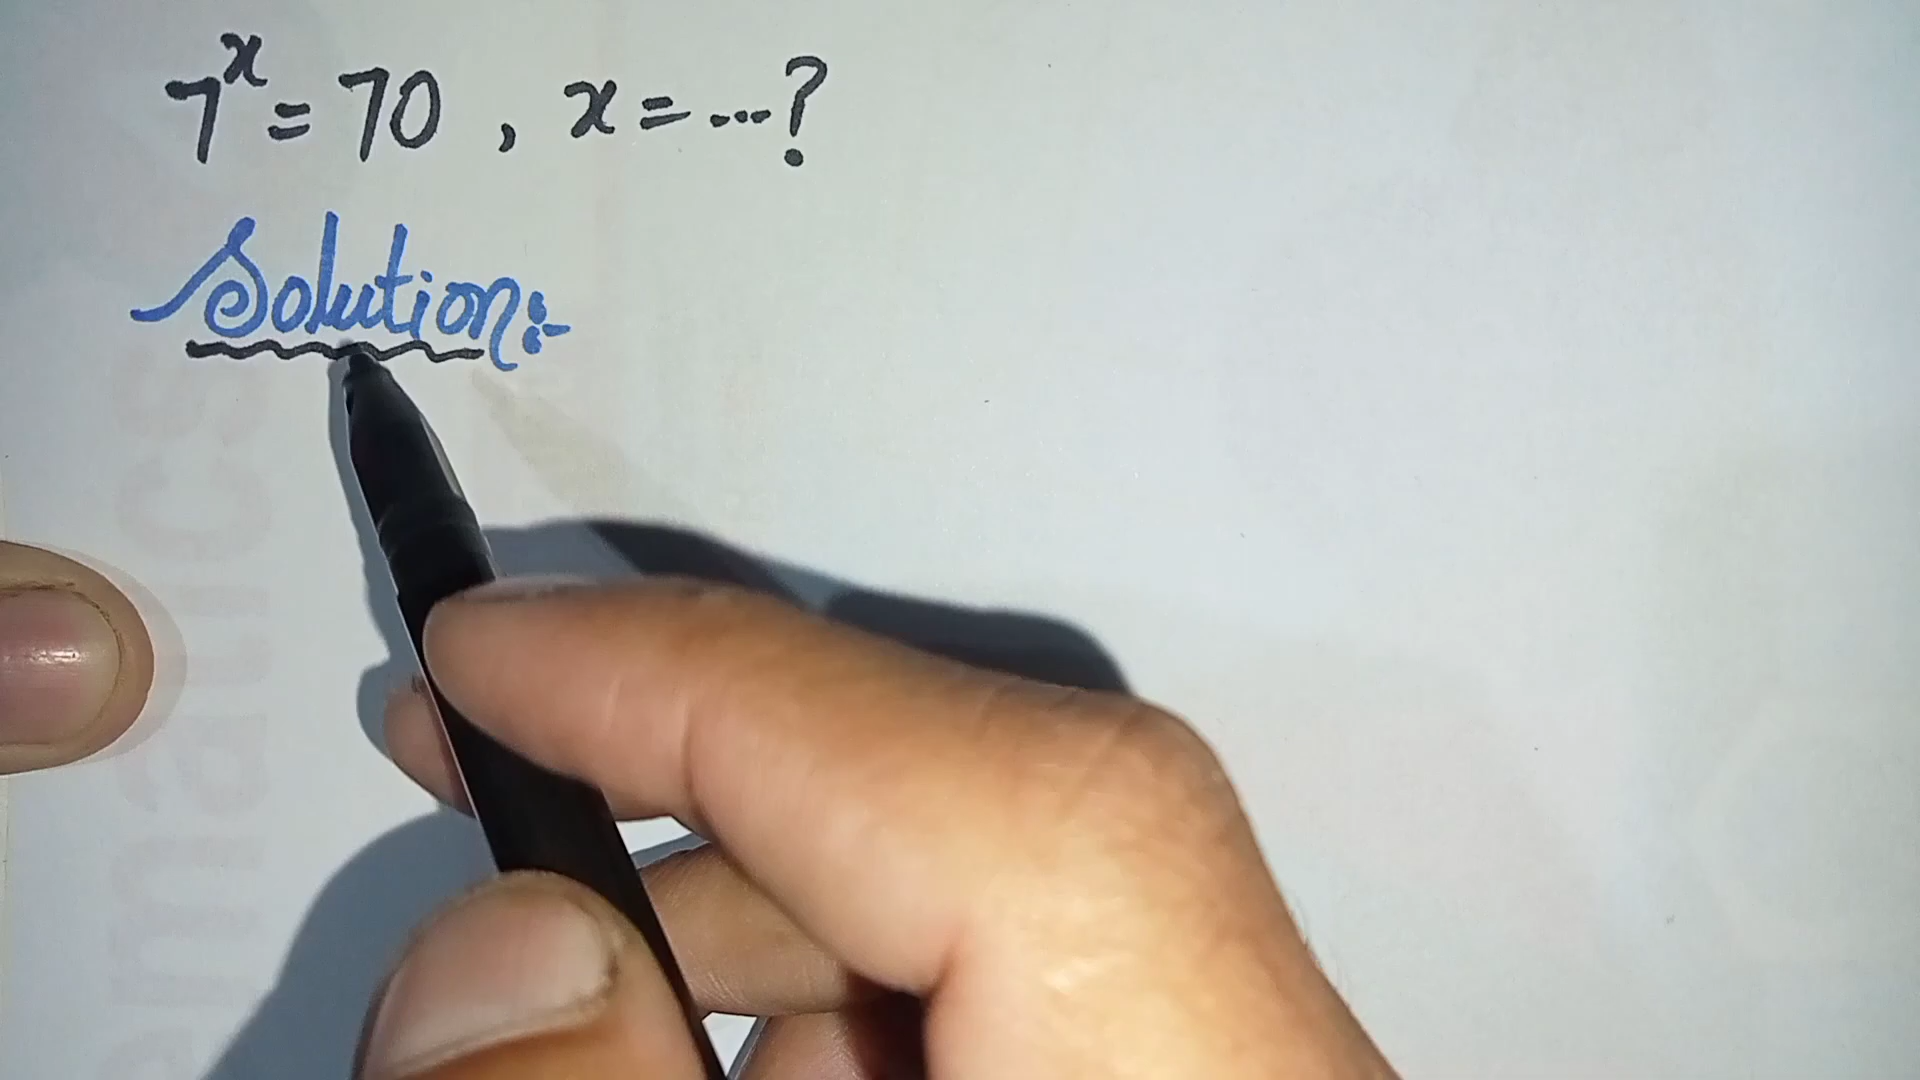 7^x = 70 , x = ...?
Solution:-